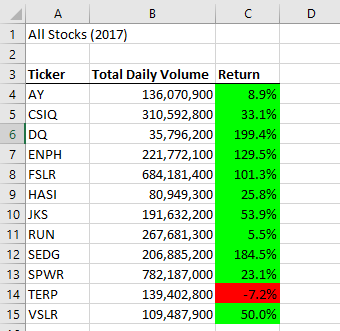 A B C D
1 All Stocks (2017)
2
3 Ticker Total Daily Volume Return
4 AY 136,070,900 8.9%
5 CSIQ 310,592,800 33.1%
6 DQ 35,796,200 199.4%
7 ENPH 221,772,100 129.5%
8 FSLR 684,181,400 101.3%
9 HASI 80,949,300 25.8%
10 JKS 191,632,200 53.9%
11 RUN 267,681,300 5.5%
12 SEDG 206,885,200 184.5%
13 SPWR 782,187,000 23.1%
14 TERP 139,402,800 -7.2%
15 VSLR 109,487,900 50.0%